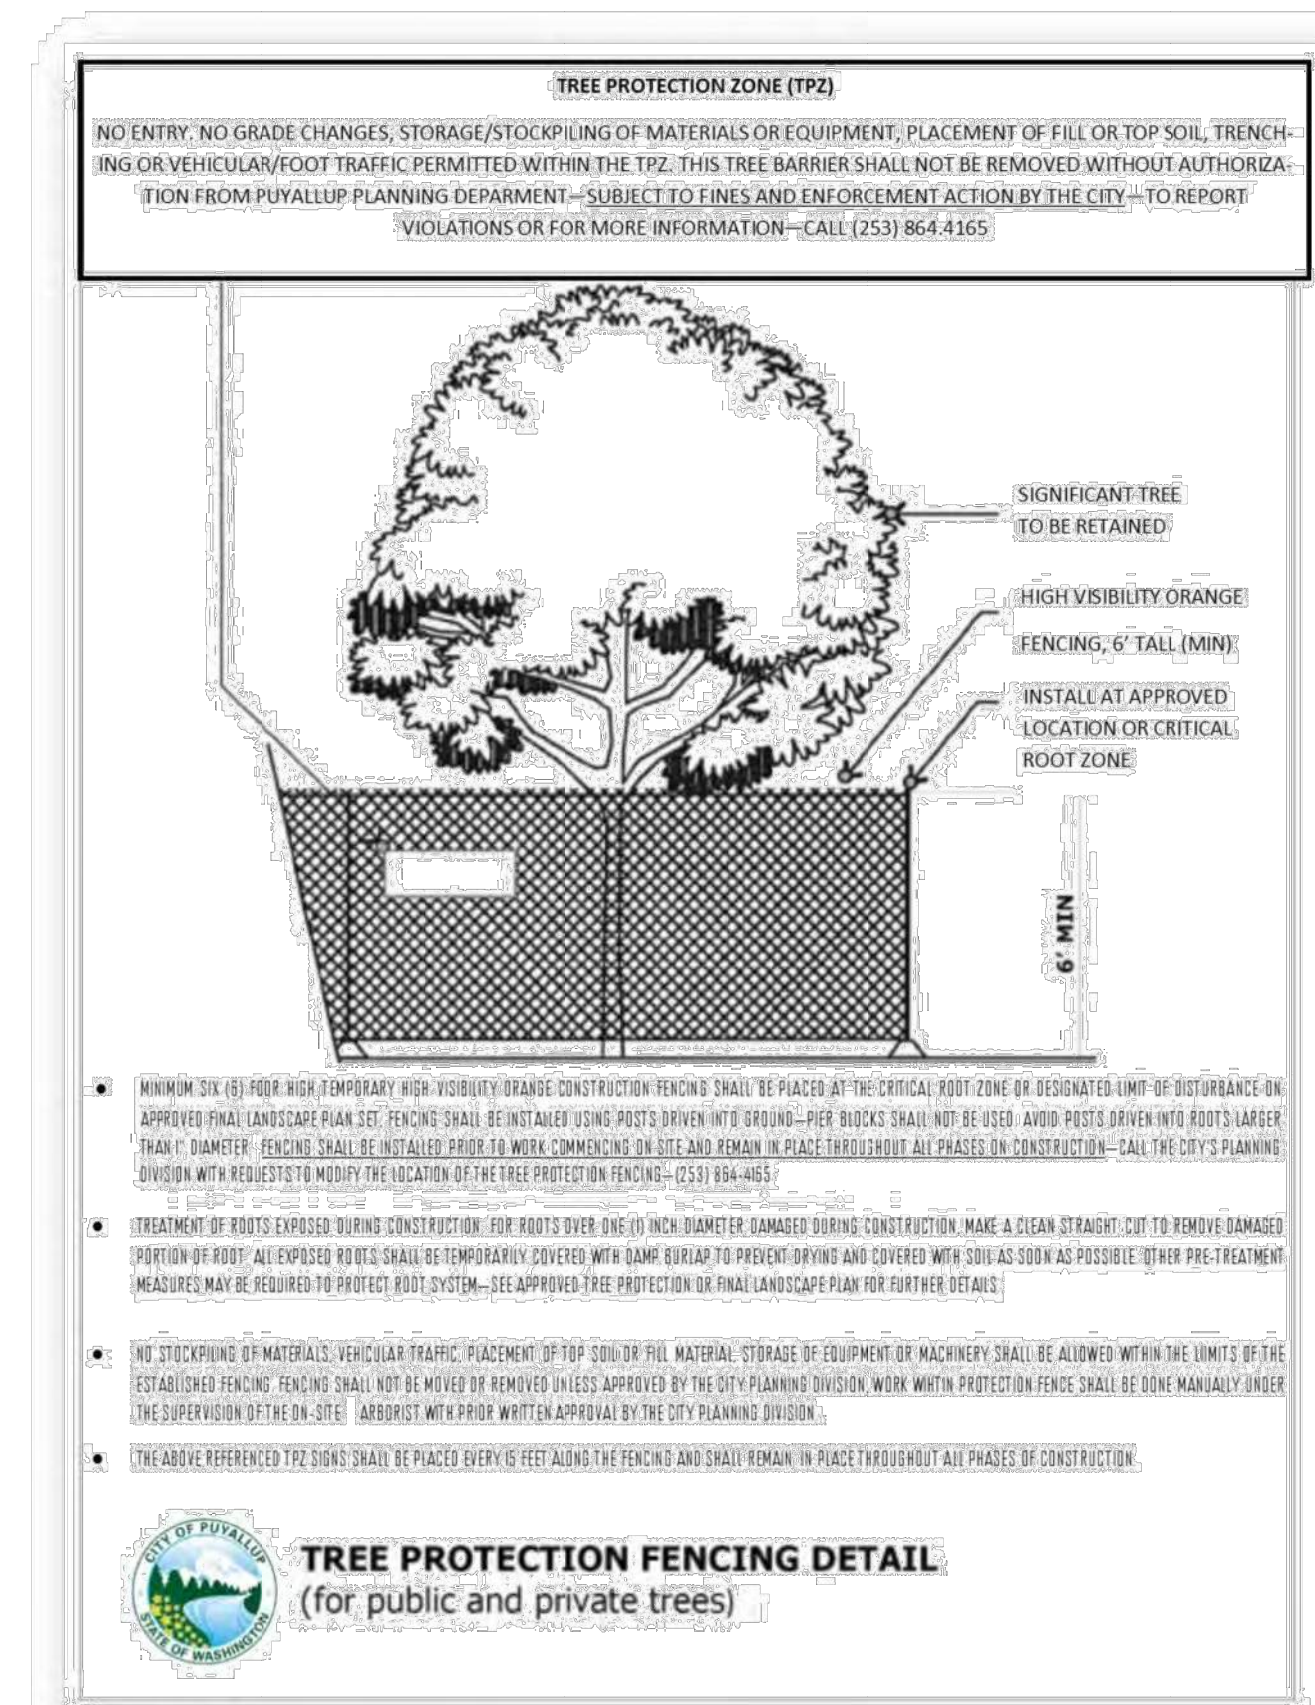 TREE PROTECTION ZONE (TPZ)
NO ENTRY, NO GRADE CHANGES, STORAGE/STOCKPILING OF MATERIALS OR EQUIPMENT, PLACEMENT OF FILL OR TOP SOIL, TRENCH-
ING OR VEHICULAR/FOOT TRAFFIC PERMITTED WITHIN THE TPZ. THIS TREE BARRIER SHALL NOT BE REMOVED WITHOUT AUTHORIZA-
TION FROM PUYALLUP PLANNING DEPARMENT—SUBJECT TO FINES AND ENFORCEMENT ACTION BY THE CITY—TO REPORT
VIOLATIONS OR FOR MORE INFORMATION—CALL (253) 864.4165
SIGNIFICANT TREE
TO BE RETAINED
HIGH VISIBILITY ORANGE
FENCING, 6' TALL (MIN)
INSTALL AT APPROVED
LOCATION OR CRITICAL
ROOT ZONE
6' MIN
• MINIMUM SIX (6) FOOR HIGH TEMPORARY HIGH VISIBILITY ORANGE CONSTRUCTION FENCING SHALL BE PLACED AT THE CRITICAL ROOT ZONE OR DESIGNATED LIMIT OF DISTURBANCE ON
APPROVED FINAL LANDSCAPE PLAN SET. FENCING SHALL BE INSTALLED USING POSTS DRIVEN INTO GROUND—PIER BLOCKS SHALL NOT BE USED. AVOID POSTS DRIVEN INTO ROOTS LARGER
THAN 1" DIAMETER. FENCING SHALL BE INSTALLED PRIOR TO WORK COMMENCING ON SITE AND REMAIN IN PLACE THROUGHOUT ALL PHASES ON CONSTRUCTION—CALL THE CITY'S PLANNING
DIVISION WITH REQUESTS TO MODIFY THE LOCATION OF THE TREE PROTECTION FENCING—(253) 864-4165.
• TREATMENT OF ROOTS EXPOSED DURING CONSTRUCTION: FOR ROOTS OVER ONE (1) INCH DIAMETER DAMAGED DURING CONSTRUCTION, MAKE A CLEAN STRAIGHT CUT TO REMOVE DAMAGED
PORTION OF ROOT. ALL EXPOSED ROOTS SHALL BE TEMPORARILY COVERED WITH DAMP BURLAP TO PREVENT DRYING AND COVERED WITH SOIL AS SOON AS POSSIBLE. OTHER PRE-TREATMENT
MEASURES MAY BE REQUIRED TO PROTECT ROOT SYSTEM—SEE APPROVED TREE PROTECTION OR FINAL LANDSCAPE PLAN FOR FURTHER DETAILS.
• NO STOCKPILING OF MATERIALS, VEHICULAR TRAFFIC, PLACEMENT OF TOP SOIL OR FILL MATERIAL, STORAGE OF EQUIPMENT OR MACHINERY SHALL BE ALLOWED WITHIN THE LIMITS OF THE
ESTABLISHED FENCING. FENCING SHALL NOT BE MOVED OR REMOVED UNLESS APPROVED BY THE CITY PLANNING DIVISION, WORK WIHTIN PROTECTION FENCE SHALL BE DONE MANUALLY UNDER
THE SUPERVISION OF THE ON-SITE ARBORIST WITH PRIOR WRITTEN APPROVAL BY THE CITY PLANNING DIVISION.
• THE ABOVE REFERENCED TPZ SIGNS SHALL BE PLACED EVERY 15 FEET ALONG THE FENCING AND SHALL REMAIN IN PLACE THROUGHOUT ALL PHASES OF CONSTRUCTION.
CITY OF PUYALLUP
STATE OF WASHINGTON
TREE PROTECTION FENCING DETAIL
(for public and private trees)